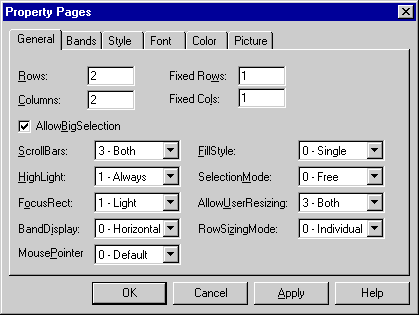 Property Pages
General Bands Style Font Color Picture
Rows: 2 Fixed Rows: 1
Columns: 2 Fixed Cols: 1
AllowBigSelection
ScrollBars: 3 - Both FillStyle: 0 - Single
HighLight: 1 - Always SelectionMode: 0 - Free
FocusRect: 1 - Light AllowUserResizing: 3 - Both
BandDisplay: 0 - Horizontal RowSizingMode: 0 - Individual
MousePointer 0 - Default
OK Cancel Apply Help